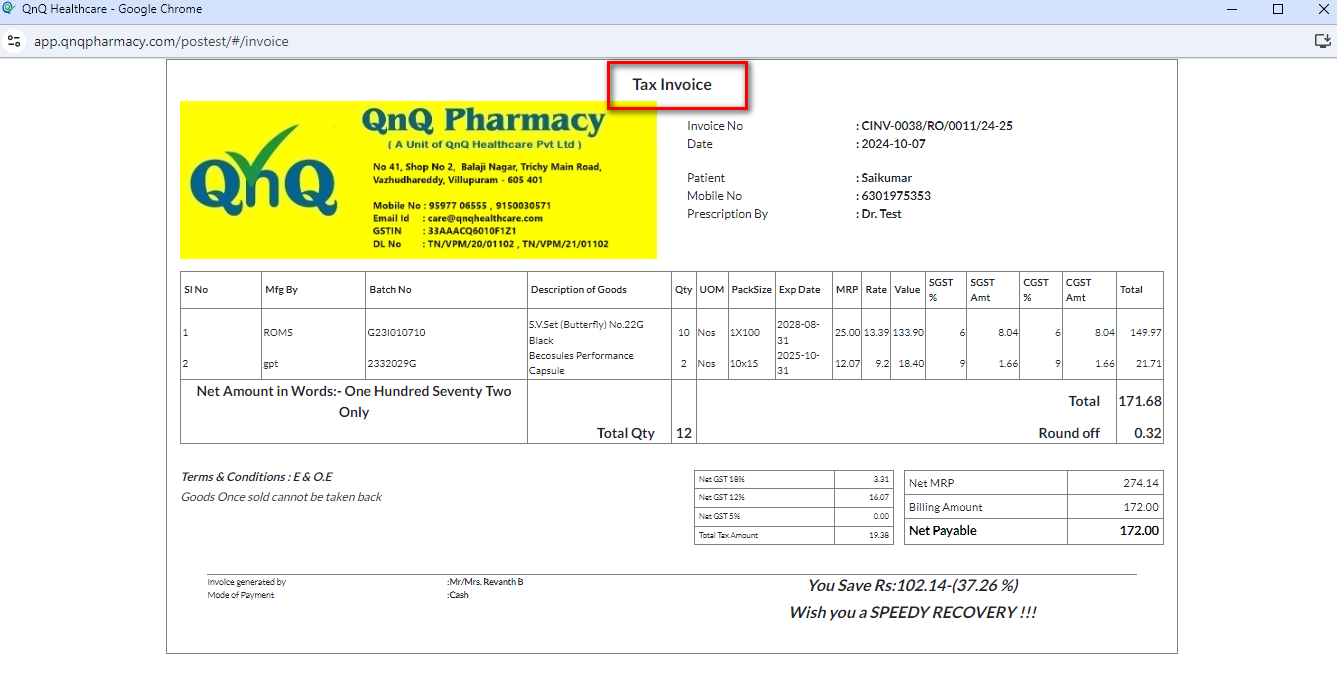 QnQ Healthcare - Google Chrome
app.qnqpharmacy.com/postest/#/invoice
Tax Invoice
QnQ
QnQ Pharmacy
( A Unit of QnQ Healthcare Pvt Ltd )
No 41, Shop No 2, Balaji Nagar, Trichy Main Road,
Vazhudhareddy, Villupuram - 605 401
Mobile No : 95977 06555 , 9150030571
Email Id : care@qnqhealthcare.com
GSTIN : 33AAACQ6010F1Z1
DL No : TN/VPM/20/01102 , TN/VPM/21/01102
Invoice No : CINV-0038/RO/0011/24-25
Date : 2024-10-07
Patient : Saikumar
Mobile No : 6301975353
Prescription By : Dr. Test
Sl No Mfg By Batch No Description of Goods Qty UOM PackSize Exp Date MRP Rate Value SGST % SGST Amt CGST % CGST Amt Total
1 ROMS G23I010710 S.V.Set (Butterfly) No.22G Black 10 Nos 1X100 2028-08-31 25.00 13.39 133.90 6 8.04 6 8.04 149.97
2 gpt 2332029G Becosules Performance Capsule 2 Nos 10x15 2025-10-31 12.07 9.2 18.40 9 1.66 9 1.66 21.71
Net Amount in Words:- One Hundred Seventy Two
Only
Total Qty 12
Total 171.68
Round off 0.32
Terms & Conditions : E & O.E
Goods Once sold cannot be taken back
Net GST 18% 3.31
Net GST 12% 16.07
Net GST 5% 0.00
Total Tax Amount 19.38
Net MRP 274.14
Billing Amount 172.00
Net Payable 172.00
Invoice generated by :Mr/Mrs. Revanth B
Mode of Payment :Cash
You Save Rs:102.14-(37.26 %)
Wish you a SPEEDY RECOVERY !!!